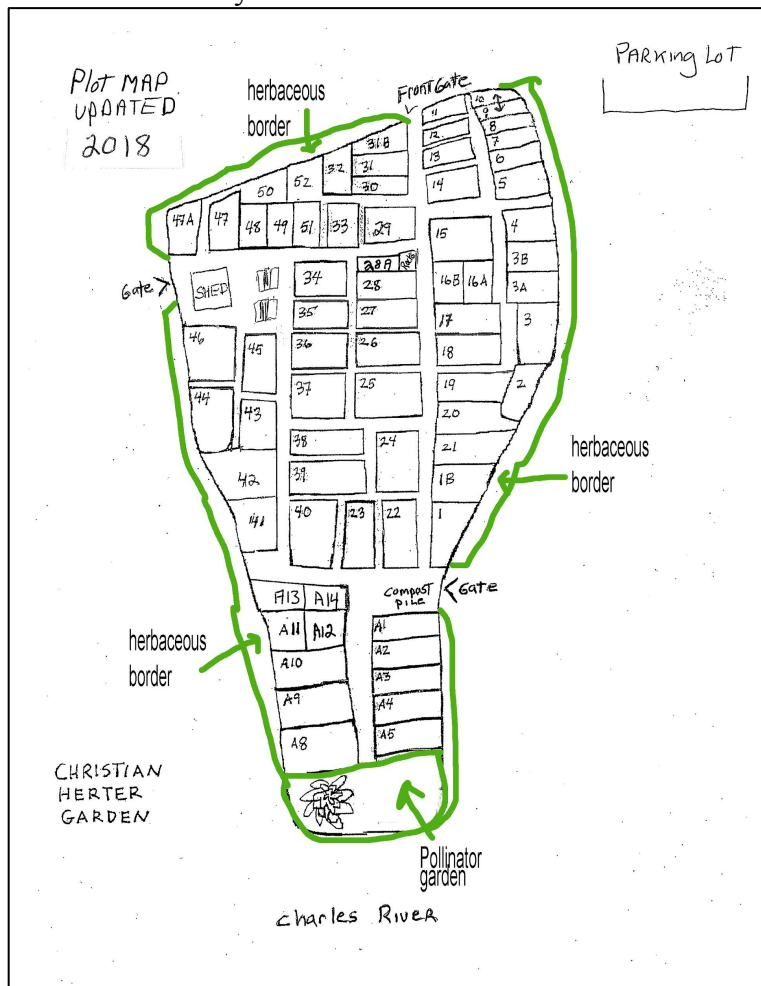 Plot MAP
UPDATED
2018
herbaceous
border
Front Gate
PARKING LOT
10
9
8
7
6
5
11
12
13
14
31B
31
30
32
52
50
47A
47
48
49
51
33
29
15
4
3B
3A
3
16B
16A
Gate
SHED
34
28A
28
35
27
17
46
45
36
26
18
44
43
37
25
19
2
20
38
24
21
39
1B
42
herbaceous
border
41
40
23
22
1
A13
A14
Compost
pile
Gate
A11
A12
A1
herbaceous
border
A10
A2
A3
A9
A4
A8
A5
CHRISTIAN
HERTER
GARDEN
Pollinator
garden
Charles River